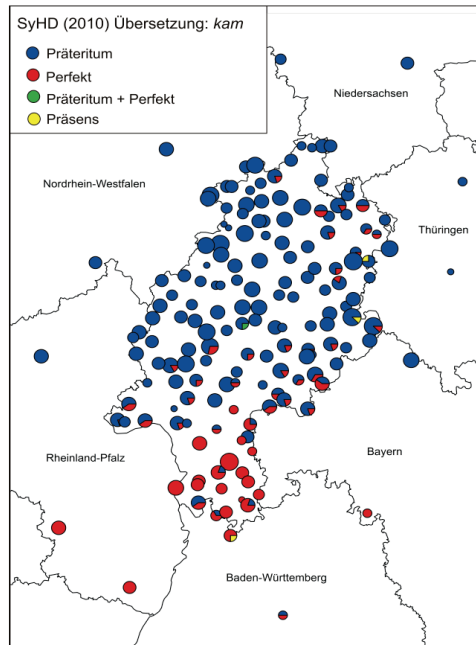 SyHD (2010) Übersetzung: kam
Präteritum
Perfekt
Präteritum + Perfekt
Präsens
Niedersachsen
Nordrhein-Westfalen
Thüringen
Rheinland-Pfalz
Bayern
Baden-Württemberg